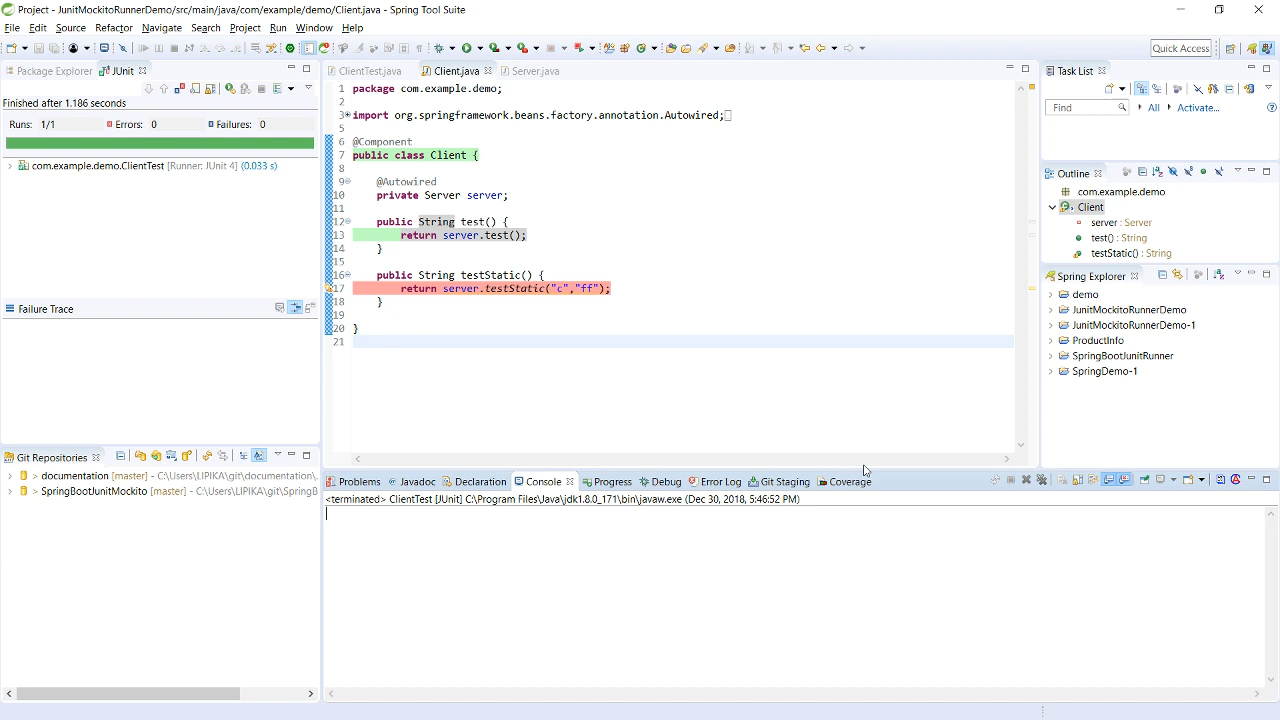 Project - JunitMockitoRunnerDemo/src/main/java/com/example/demo/Client.java - Spring Tool Suite
File Edit Source Refactor Navigate Search Project Run Window Help
Quick Access
Package Explorer JUnit
Finished after 1.186 seconds
Runs: 1/1 Errors: 0 Failures: 0
com.example.demo.ClientTest [Runner: JUnit 4] (0.033 s)
Failure Trace
Git Repositories
> documentation [master] - C:\Users\LIPIKA\git\documentation\
> SpringBootJunitMockito [master] - C:\Users\LIPIKA\git\SpringB
ClientTest.java Client.java Server.java
1 package com.example.demo;
2
3 import org.springframework.beans.factory.annotation.Autowired;
5
6 @Component
7 public class Client {
8
9 @Autowired
10 private Server server;
11
12 public String test() {
13 return server.test();
14 }
15
16 public String testStatic() {
17 return server.testStatic("c","ff");
18 }
19
20 }
21
Task List
Find All Activate...
Outline
com.example.demo
Client
server : Server
test() : String
testStatic() : String
Spring Explorer
demo
JunitMockitoRunnerDemo
JunitMockitoRunnerDemo-1
ProductInfo
SpringBootJunitRunner
SpringDemo-1
Problems Javadoc Declaration Console Progress Debug Error Log Git Staging Coverage
<terminated> ClientTest [JUnit] C:\Program Files\Java\jdk1.8.0_171\bin\javaw.exe (Dec 30, 2018, 5:46:52 PM)